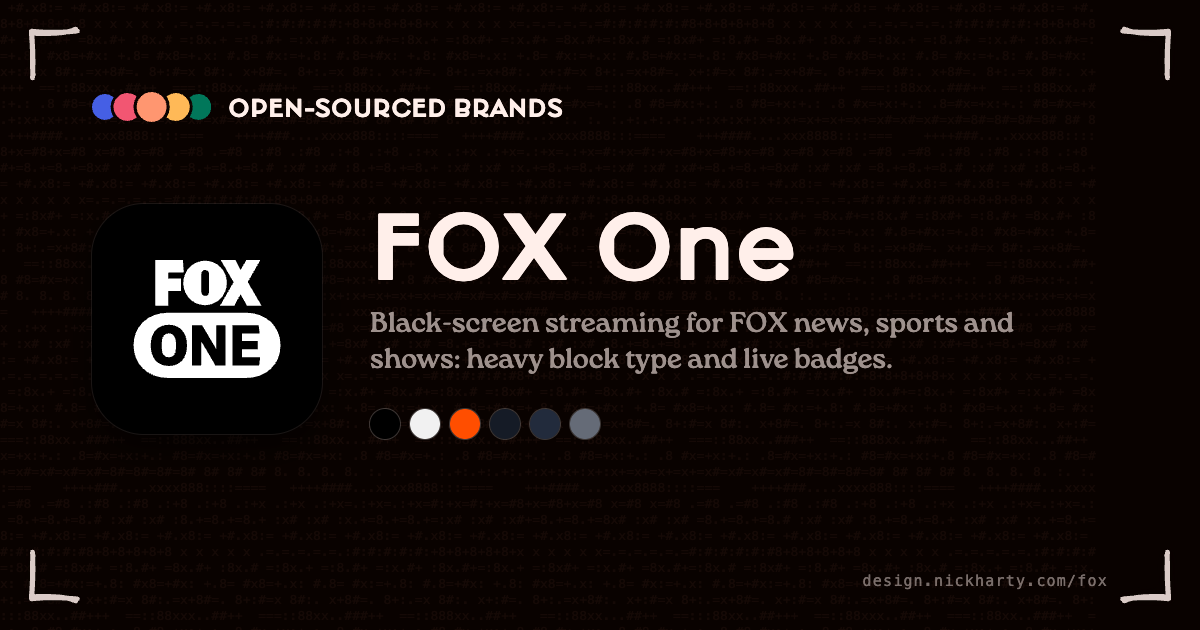 OPEN-SOURCED BRANDS
FOX
ONE
FOX One
Black-screen streaming for FOX news, sports and
shows: heavy block type and live badges.
design.nickharty.com/fox